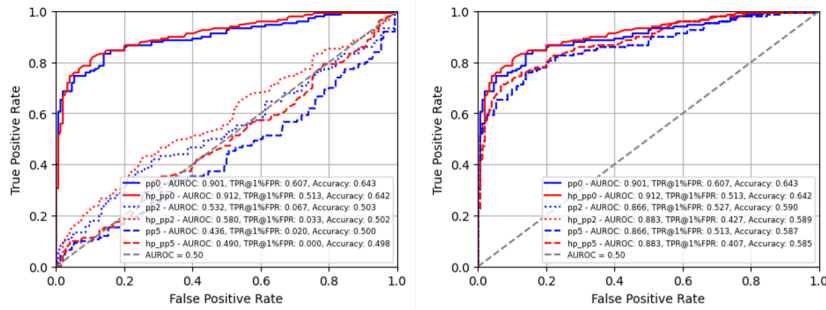 1.0
0.8
0.6
0.4
0.2
0.0
True Positive Rate
pp0 - AUROC: 0.901, TPR@1%FPR: 0.607, Accuracy: 0.643
hp_pp0 - AUROC: 0.912, TPR@1%FPR: 0.513, Accuracy: 0.642
pp2 - AUROC: 0.532, TPR@1%FPR: 0.067, Accuracy: 0.503
hp_pp2 - AUROC: 0.580, TPR@1%FPR: 0.033, Accuracy: 0.502
pp5 - AUROC: 0.436, TPR@1%FPR: 0.020, Accuracy: 0.500
hp_pp5 - AUROC: 0.490, TPR@1%FPR: 0.000, Accuracy: 0.498
AUROC = 0.50
0.0 0.2 0.4 0.6 0.8 1.0
False Positive Rate
1.0
0.8
0.6
0.4
0.2
0.0
True Positive Rate
pp0 - AUROC: 0.901, TPR@1%FPR: 0.607, Accuracy: 0.643
hp_pp0 - AUROC: 0.912, TPR@1%FPR: 0.513, Accuracy: 0.642
pp2 - AUROC: 0.866, TPR@1%FPR: 0.527, Accuracy: 0.590
hp_pp2 - AUROC: 0.883, TPR@1%FPR: 0.427, Accuracy: 0.589
pp5 - AUROC: 0.866, TPR@1%FPR: 0.513, Accuracy: 0.587
hp_pp5 - AUROC: 0.883, TPR@1%FPR: 0.407, Accuracy: 0.585
AUROC = 0.50
0.0 0.2 0.4 0.6 0.8 1.0
False Positive Rate